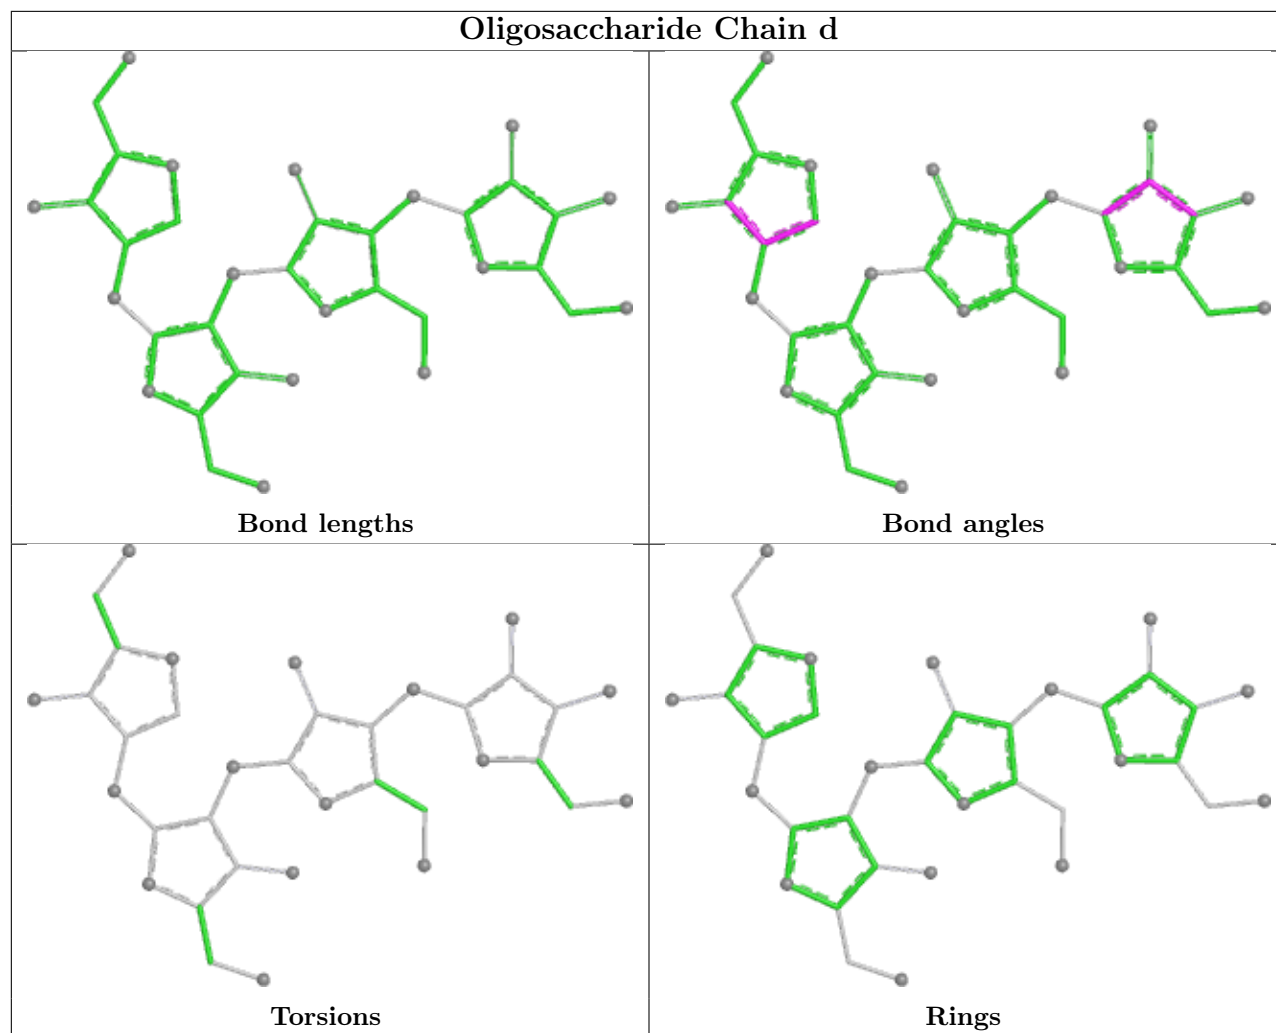 Oligosaccharide Chain d
Bond lengths
Bond angles
Torsions
Rings